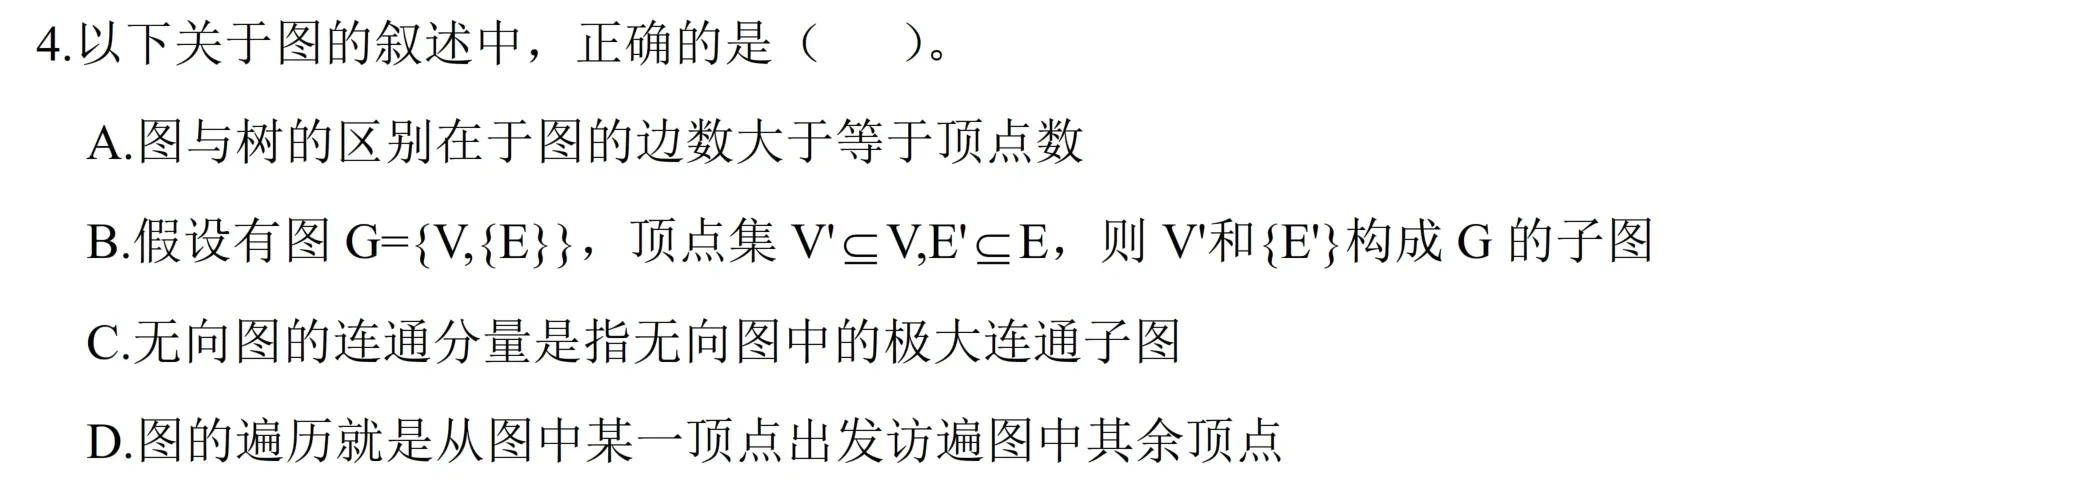 4.以下关于图的叙述中，正确的是（　　）。
A.图与树的区别在于图的边数大于等于顶点数
B.假设有图 G={V,{E}}，顶点集 V'⊆V,E'⊆E，则 V'和{E'}构成 G 的子图
C.无向图的连通分量是指无向图中的极大连通子图
D.图的遍历就是从图中某一顶点出发访遍图中其余顶点